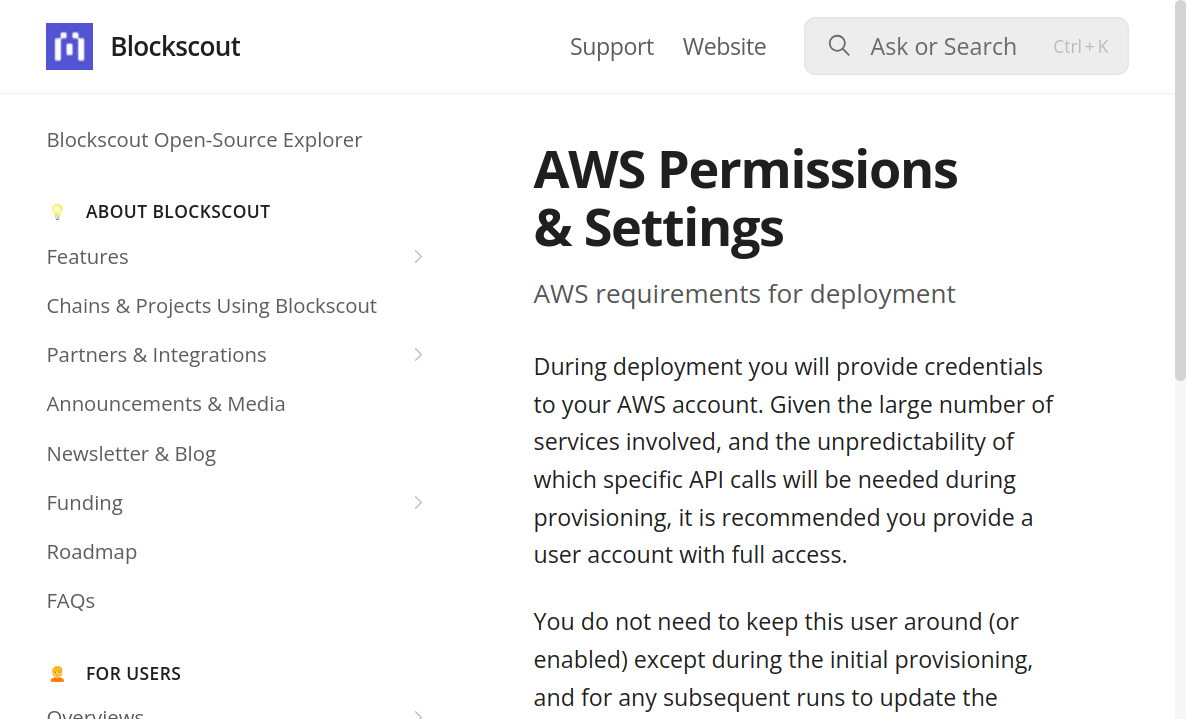 Blockscout
Support
Website
Ask or Search
Ctrl + K
Blockscout Open-Source Explorer
ABOUT BLOCKSCOUT
Features
Chains & Projects Using Blockscout
Partners & Integrations
Announcements & Media
Newsletter & Blog
Funding
Roadmap
FAQs
FOR USERS
Overviews
AWS Permissions
& Settings
AWS requirements for deployment
During deployment you will provide credentials
to your AWS account. Given the large number of
services involved, and the unpredictability of
which specific API calls will be needed during
provisioning, it is recommended you provide a
user account with full access.
You do not need to keep this user around (or
enabled) except during the initial provisioning,
and for any subsequent runs to update the